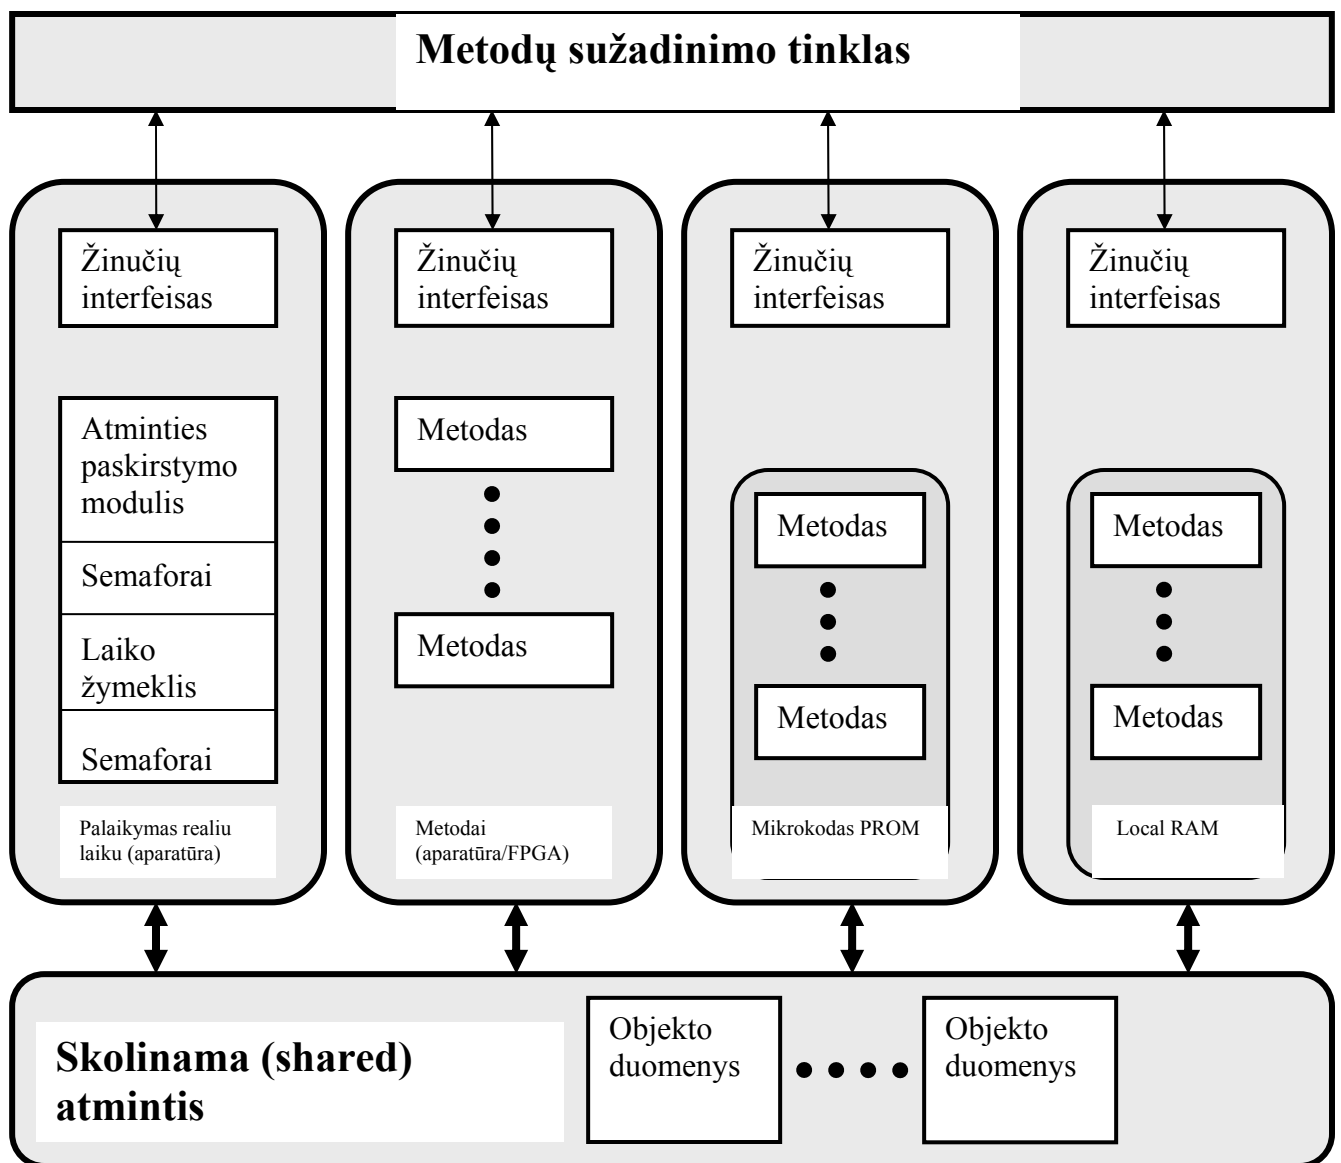 Metodų sužadinimo tinklas
Žinučių
interfeisas
Atminties
paskirstymo
modulis
Semaforai
Laiko
žymeklis
Semaforai
Palaikymas realiu
laiku (aparatūra)
Žinučių
interfeisas
Metodas
Metodas
Metodai
(aparatūra/FPGA)
Žinučių
interfeisas
Metodas
Metodas
Mikrokodas PROM
Žinučių
interfeisas
Metodas
Metodas
Local RAM
Skolinama (shared)
atmintis
Objekto
duomenys
Objekto
duomenys